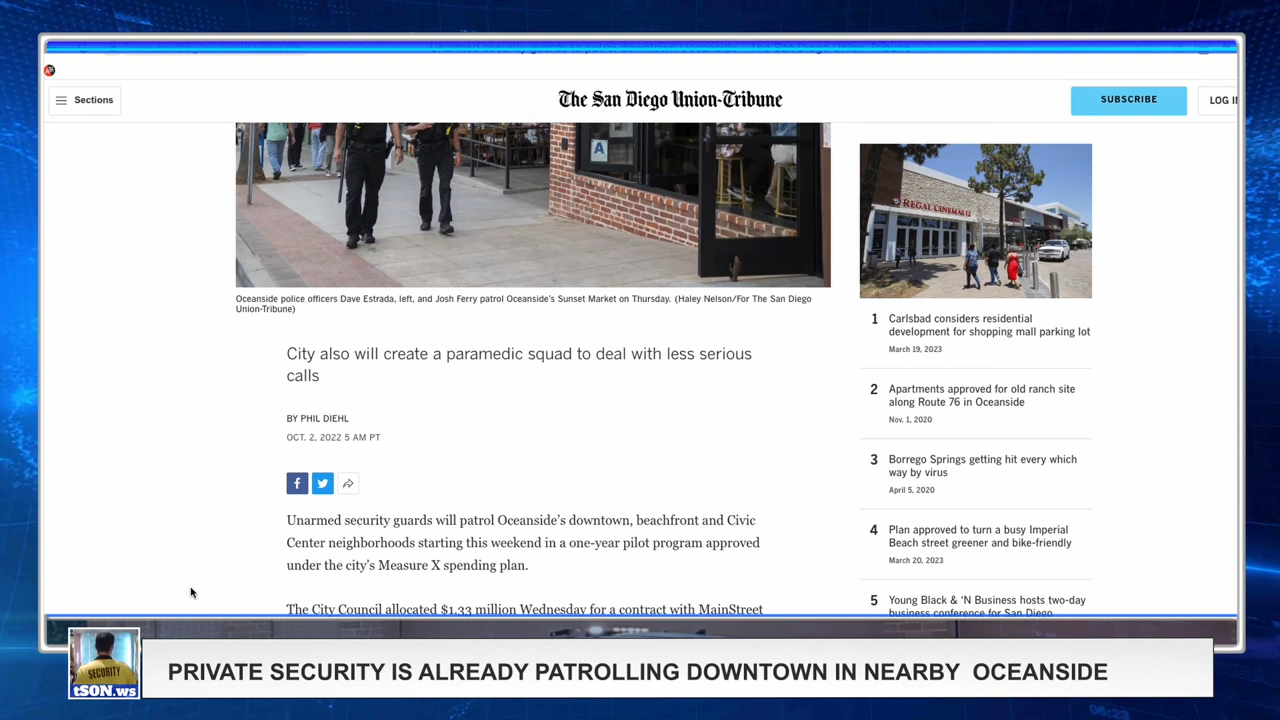 Sections
The San Diego Union-Tribune
SUBSCRIBE
LOG IN
A
REGAL CINEMAS 12
Oceanside police officers Dave Estrada, left, and Josh Ferry patrol Oceanside's Sunset Market on Thursday. (Haley Nelson/For The San Diego
Union-Tribune)
City also will create a paramedic squad to deal with less serious
calls
BY PHIL DIEHL
OCT. 2, 2022 5 AM PT
Unarmed security guards will patrol Oceanside's downtown, beachfront and Civic
Center neighborhoods starting this weekend in a one-year pilot program approved
under the city's Measure X spending plan.
The City Council allocated $1.33 million Wednesday for a contract with MainStreet
1
Carlsbad considers residential
development for shopping mall parking lot
March 19, 2023
2
Apartments approved for old ranch site
along Route 76 in Oceanside
Nov. 1, 2020
3
Borrego Springs getting hit every which
way by virus
April 5, 2020
4
Plan approved to turn a busy Imperial
Beach street greener and bike-friendly
March 20, 2023
5
Young Black & 'N Business hosts two-day
business conference for San Diego
SECURITY
tSON.ws
PRIVATE SECURITY IS ALREADY PATROLLING DOWNTOWN IN NEARBY OCEANSIDE